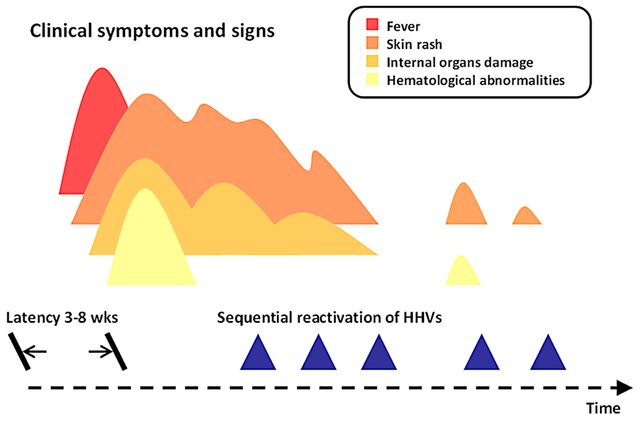 Clinical symptoms and signs
Fever
Skin rash
Internal organs damage
Hematological abnormalities
Latency 3-8 wks
Sequential reactivation of HHVs
Time